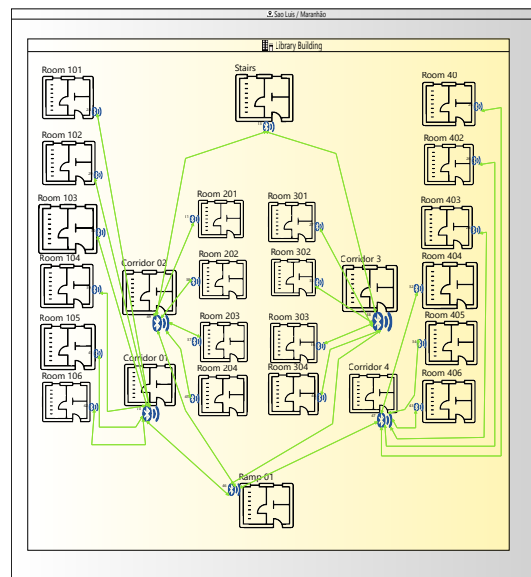 Sao Luis / Maranhão
Library Building
Room 101
Stairs
Room 40
Room 102
Room 402
Room 103
Room 201
Room 301
Room 403
Room 104
Corridor 02
Room 202
Room 302
Corridor 3
Room 404
Room 105
Room 203
Room 303
Room 405
Room 106
Corridor 01
Room 204
Room 304
Corridor 4
Room 406
Ramp 01